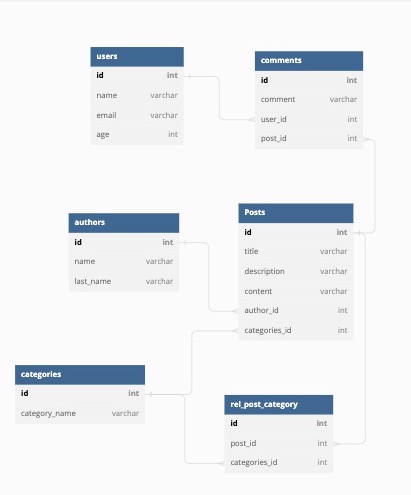 users
id int
name varchar
email varchar
age int
comments
id int
comment varchar
user_id int
post_id int
authors
id int
name varchar
last_name varchar
Posts
id int
title varchar
description varchar
content varchar
author_id int
categories_id int
categories
id int
category_name varchar
rel_post_category
id int
post_id int
categories_id int